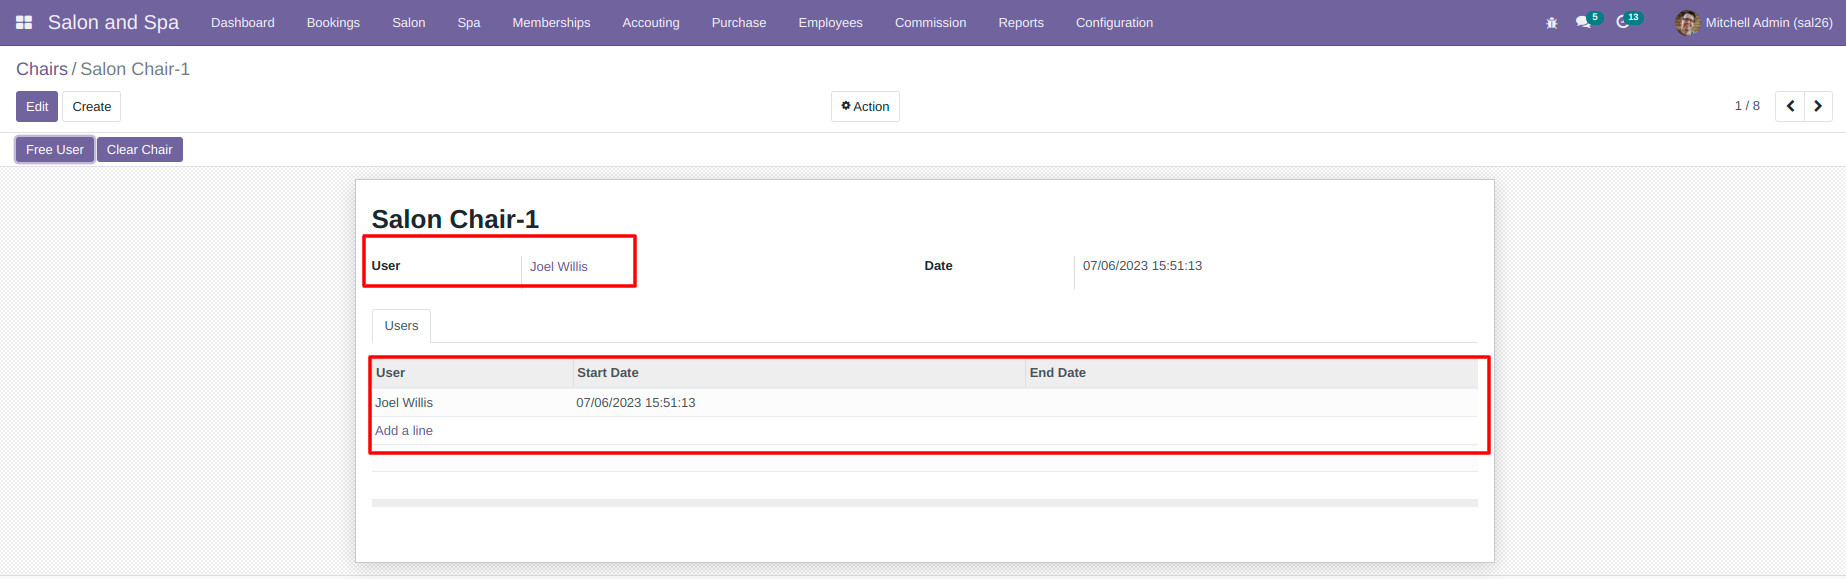 Salon and Spa Dashboard Bookings Salon Spa Memberships Accouting Purchase Employees Commission Reports Configuration 5 13 Mitchell Admin (sal26)
Chairs / Salon Chair-1
Edit Create Action 1 / 8
Free User Clear Chair
Salon Chair-1
User Joel Willis Date 07/06/2023 15:51:13
Users
User Start Date End Date
Joel Willis 07/06/2023 15:51:13
Add a line